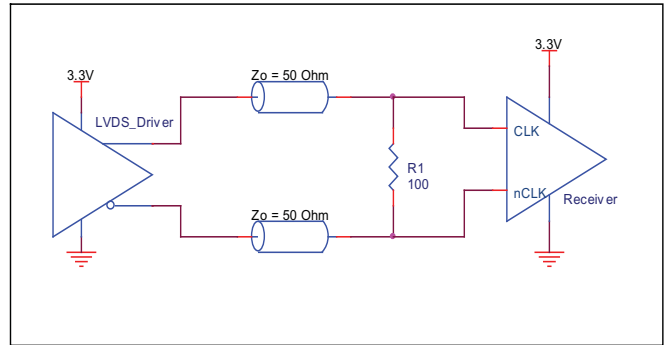 3.3V
LVDS_Driver
Zo = 50 Ohm
Zo = 50 Ohm
R1
100
3.3V
CLK
nCLK
Receiver